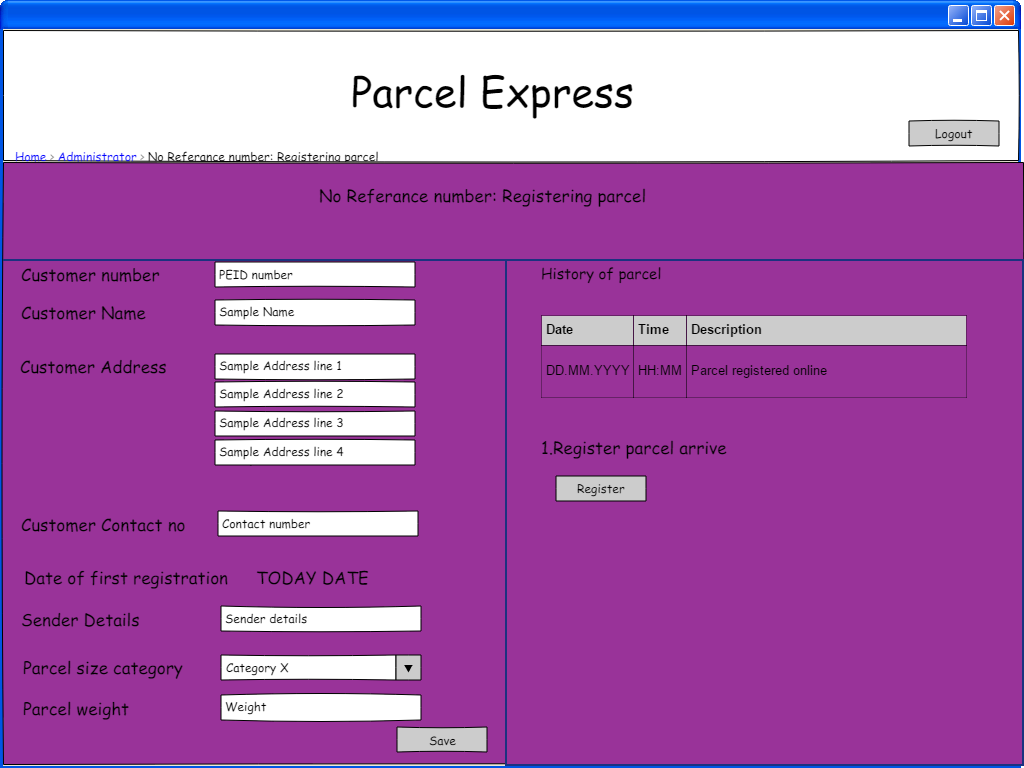 Parcel Express
Logout
Home > Administrator > No Referance number: Registering parcel
No Referance number: Registering parcel
Customer number
PEID number
Customer Name
Sample Name
Customer Address
Sample Address line 1
Sample Address line 2
Sample Address line 3
Sample Address line 4
Customer Contact no
Contact number
Date of first registration TODAY DATE
Sender Details
Sender details
Parcel size category
Category X
Parcel weight
Weight
Save
History of parcel
Date Time Description
DD.MM.YYYY HH:MM Parcel registered online
1.Register parcel arrive
Register